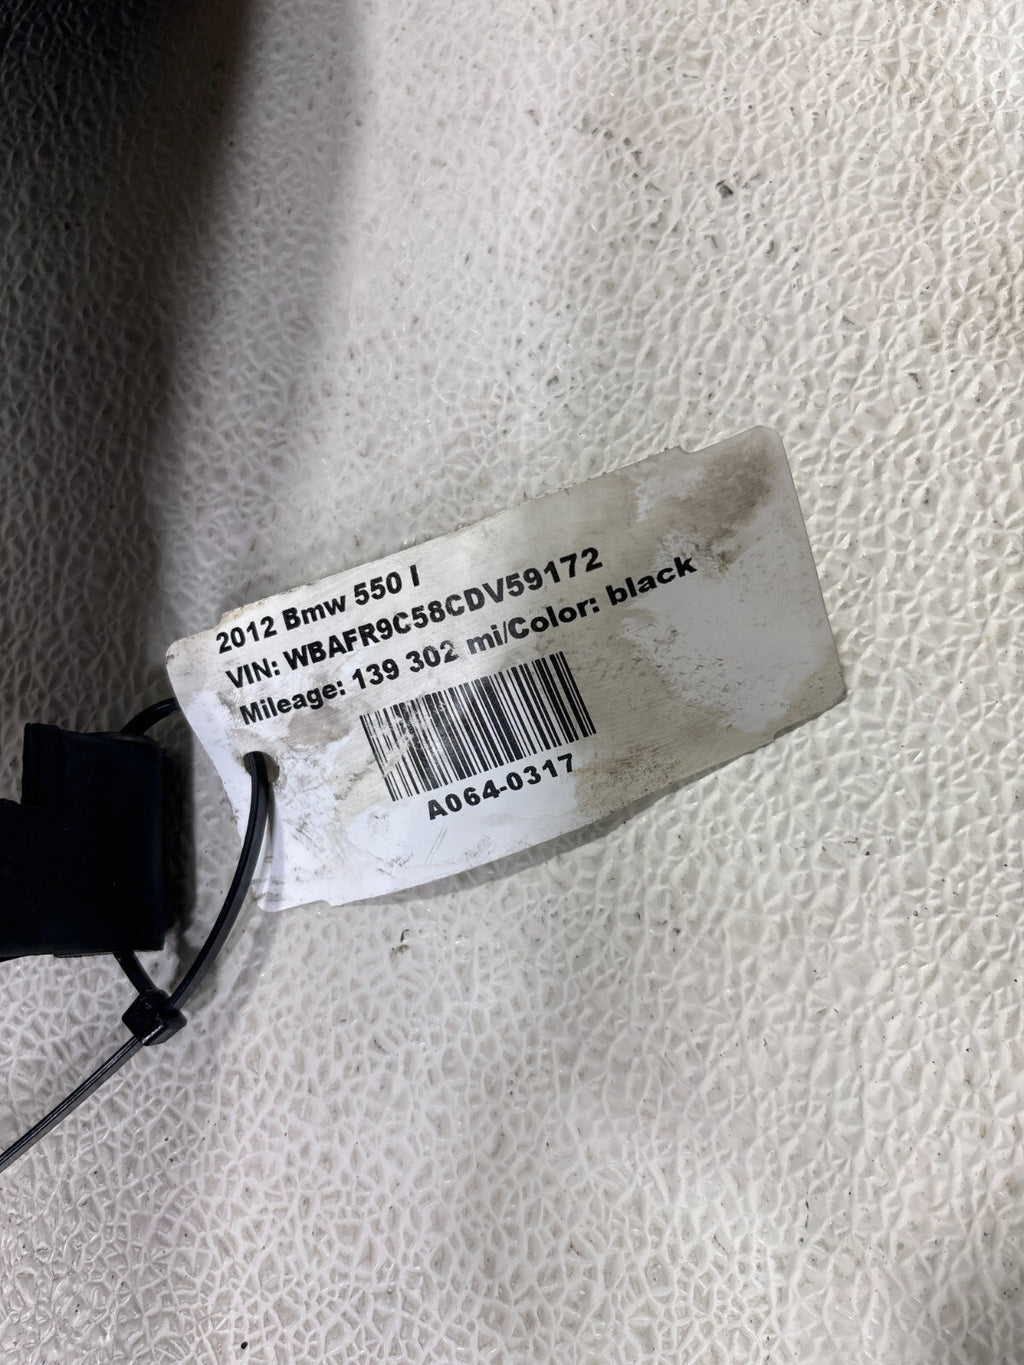 2012 Bmw 550 I
VIN: WBAFR9C58CDV59172
Mileage: 139 302 mi/Color: black
A064-0317